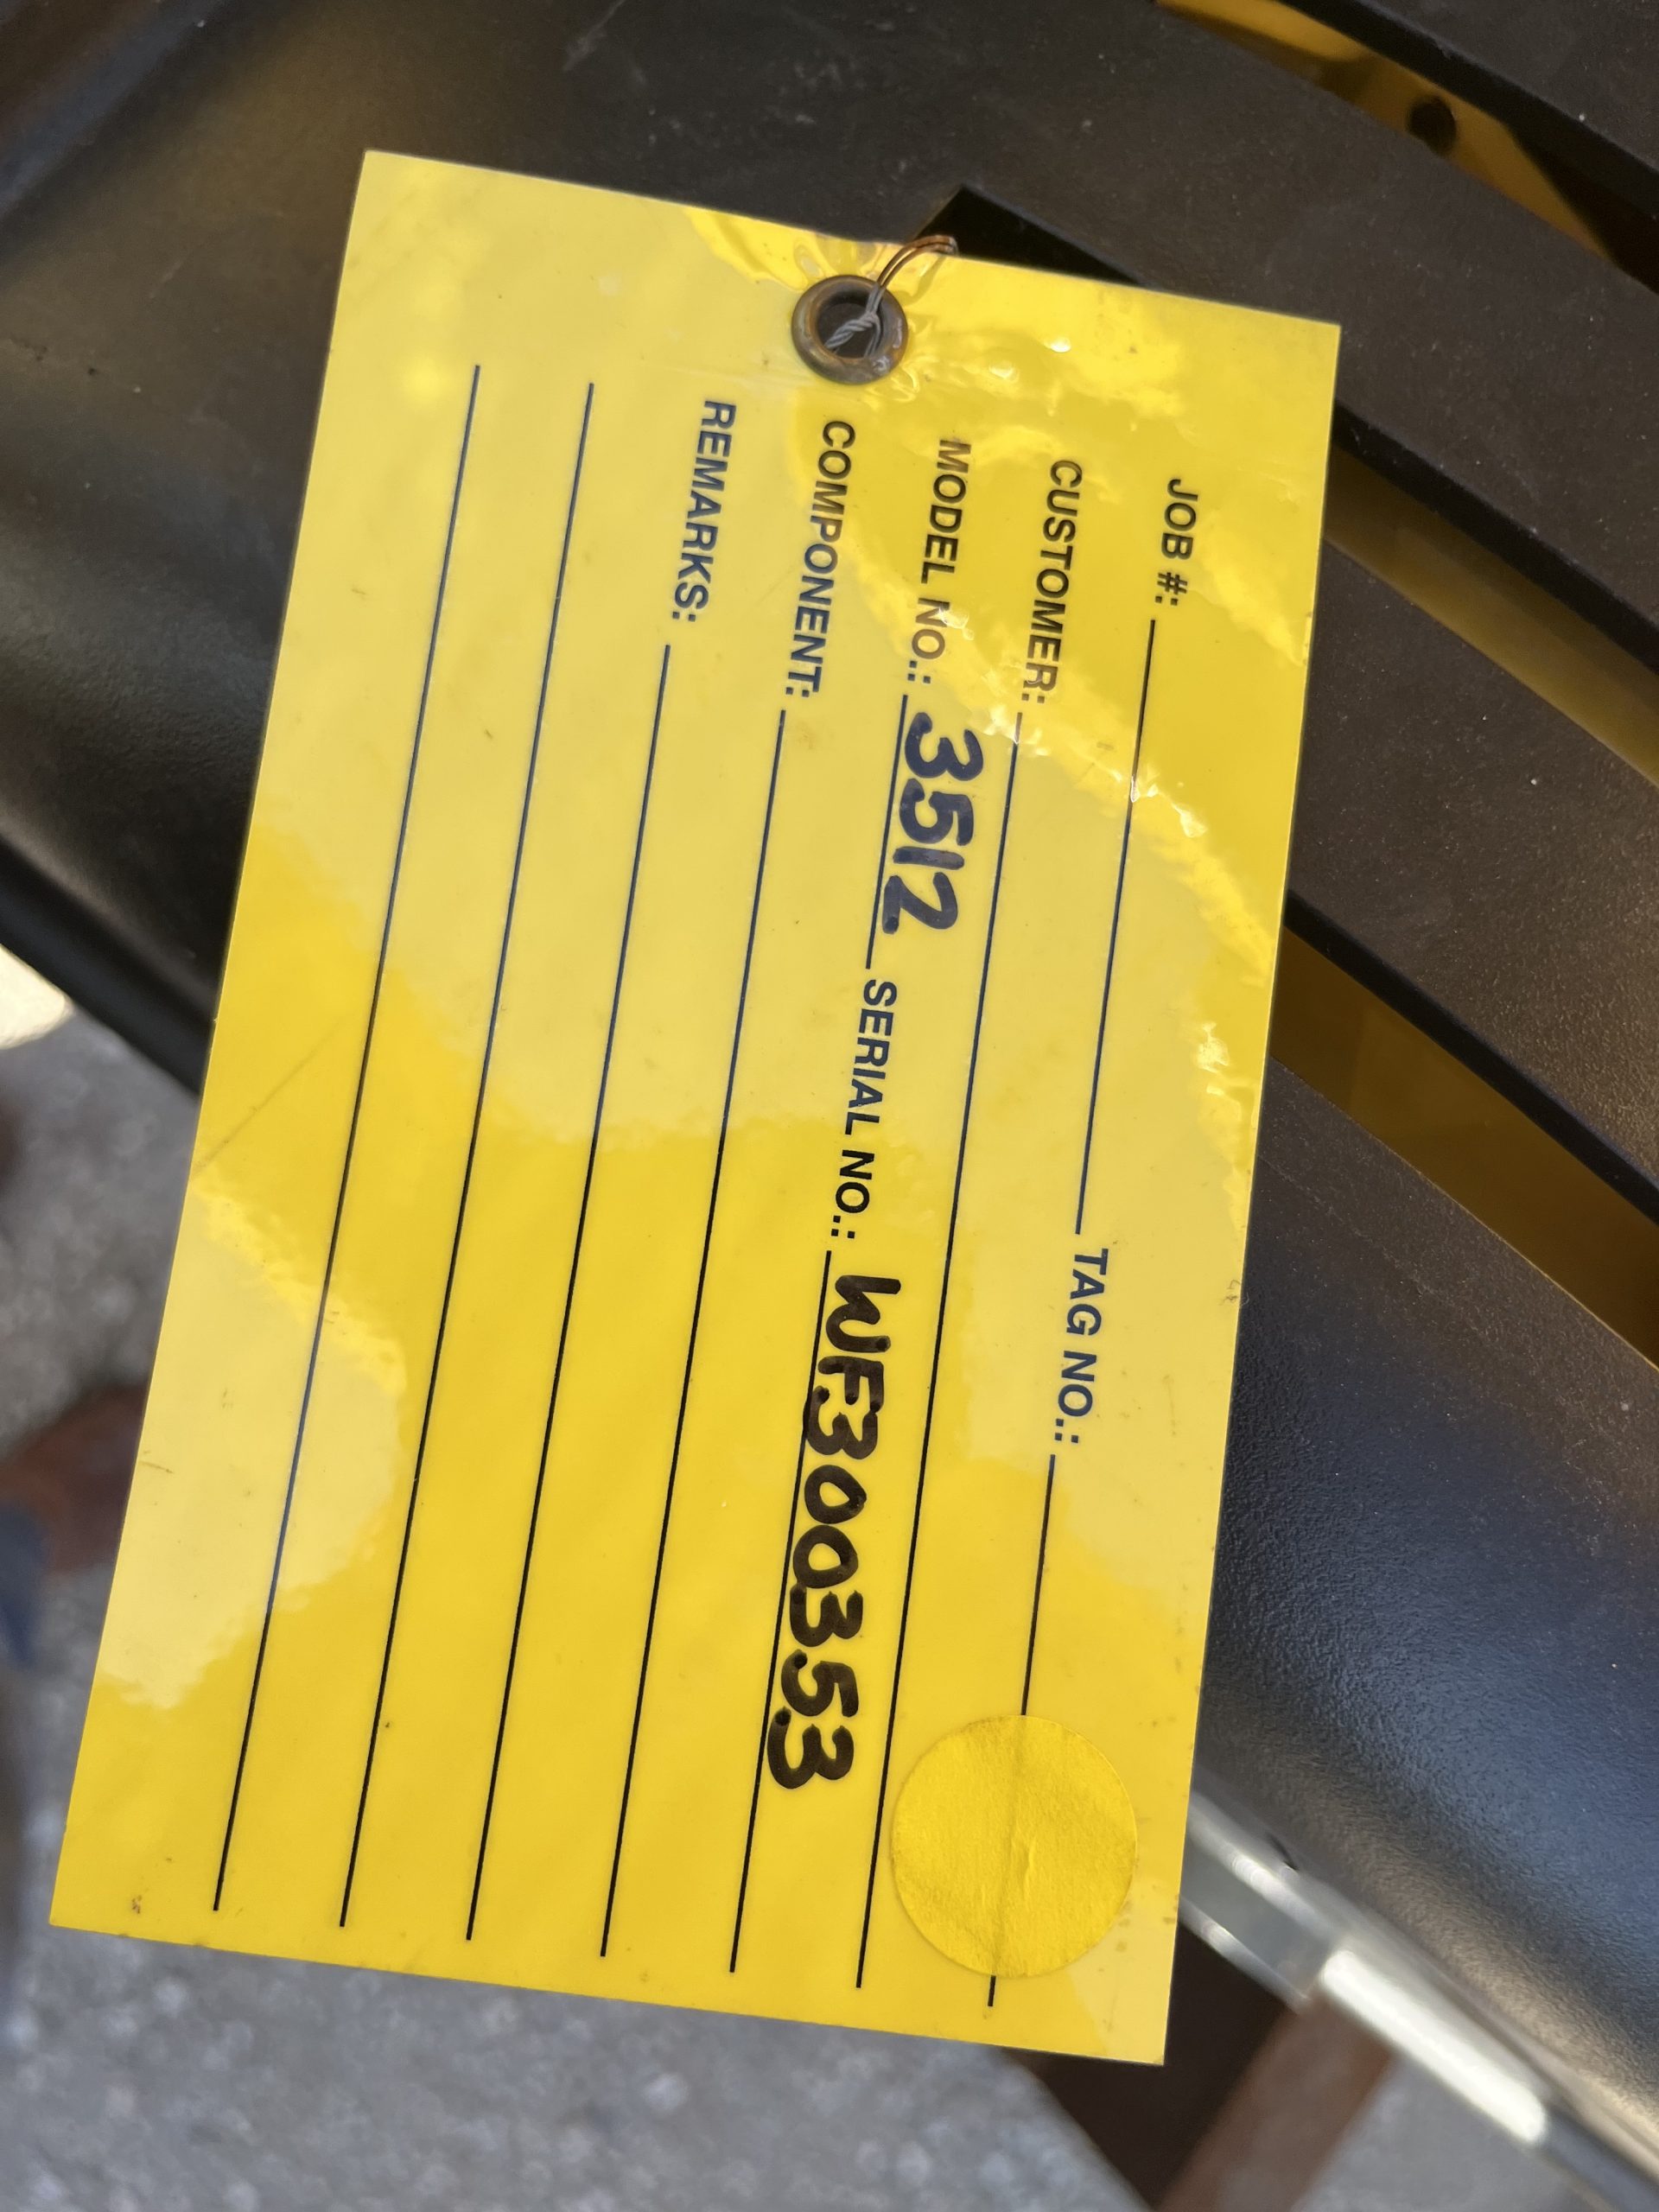 JOB #: TAG NO.:
CUSTOMER:
MODEL NO.: 3512 SERIAL NO.: WF300353
COMPONENT:
REMARKS: